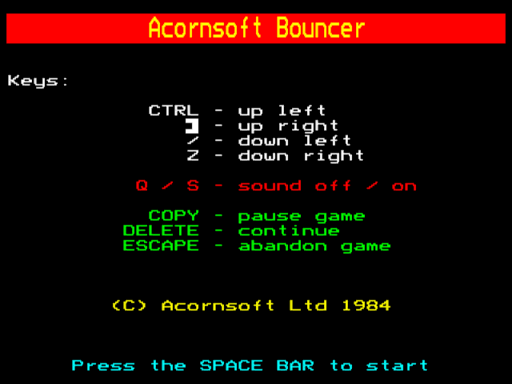 Acornsoft Bouncer
Keys:
CTRL - up left
] - up right
/ - down left
Z - down right
Q / S - sound off / on
COPY - pause game
DELETE - continue
ESCAPE - abandon game
(C) Acornsoft Ltd 1984
Press the SPACE BAR to start